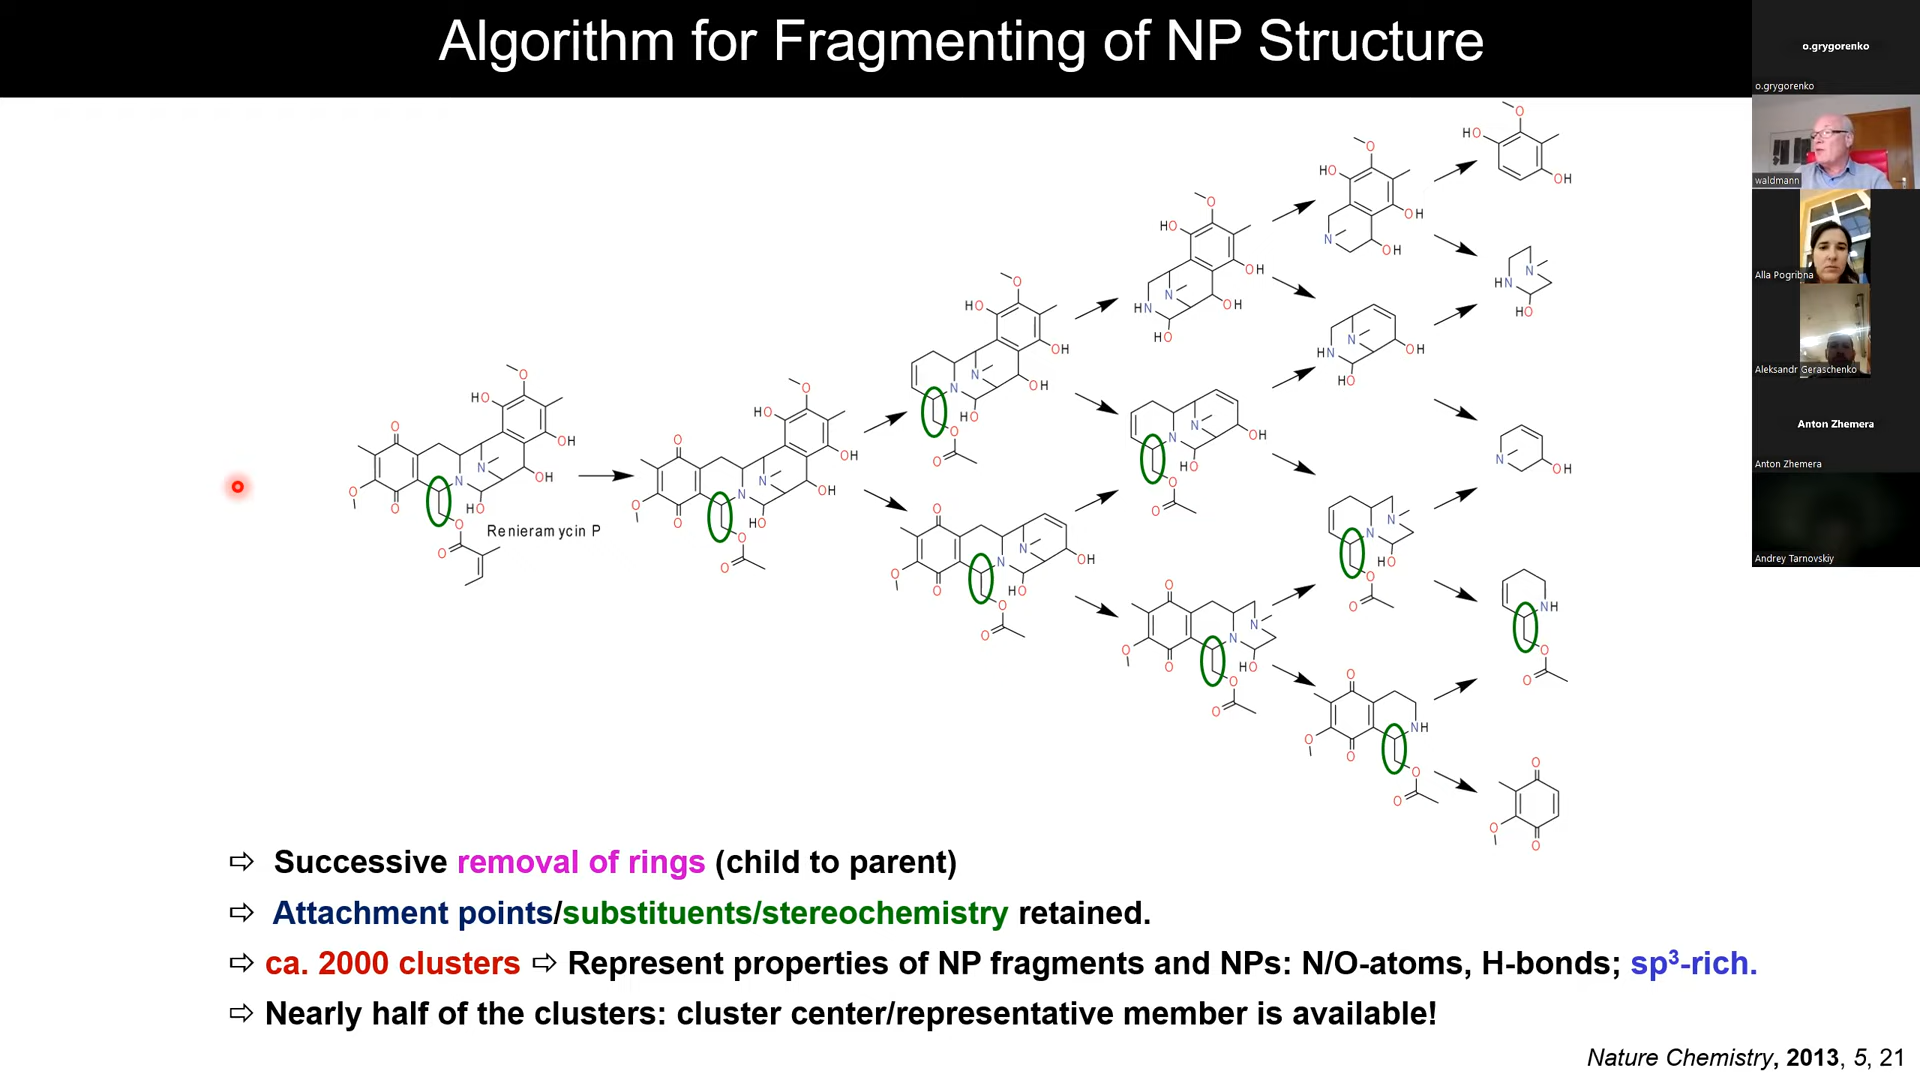 Algorithm for Fragmenting of NP Structure
Renieramycin P
⇨ Successive removal of rings (child to parent)
⇨ Attachment points/substituents/stereochemistry retained.
⇨ ca. 2000 clusters ⇨ Represent properties of NP fragments and NPs: N/O-atoms, H-bonds; sp³-rich.
⇨ Nearly half of the clusters: cluster center/representative member is available!
Nature Chemistry, 2013, 5, 21
o.grygorenko
o.grygorenko
waldmann
Alla Pogribna
Aleksandr Geraschenko
Anton Zhemera
Anton Zhemera
Andrey Tarnovskiy